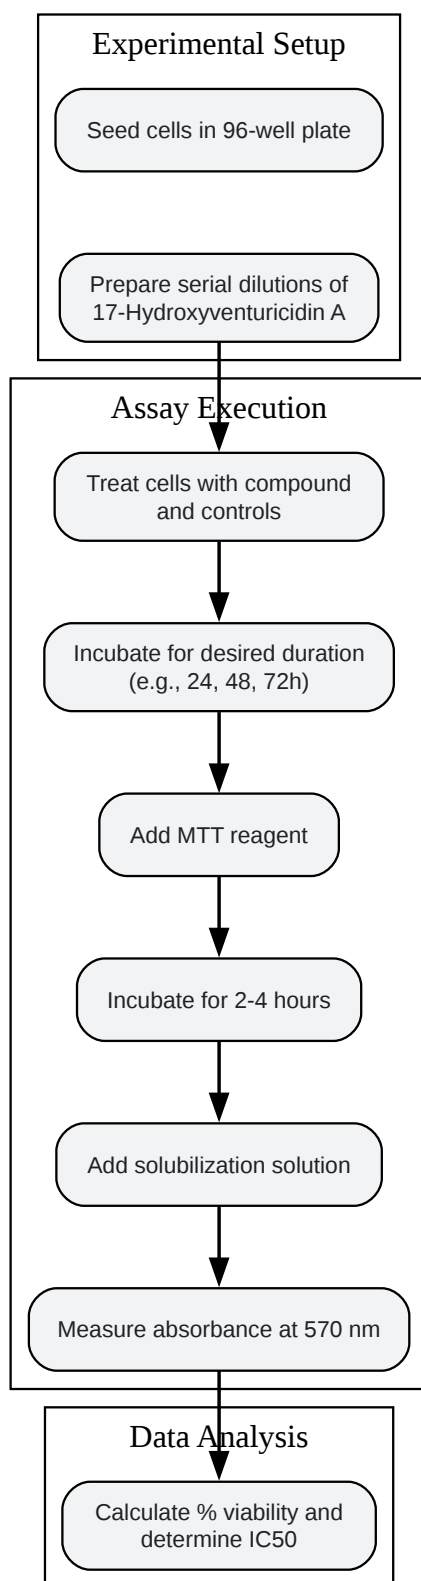 Experimental Setup
Seed cells in 96-well plate
Prepare serial dilutions of
17-Hydroxyventuricidin A
Assay Execution
Treat cells with compound
and controls
Incubate for desired duration
(e.g., 24, 48, 72h)
Add MTT reagent
Incubate for 2-4 hours
Add solubilization solution
Measure absorbance at 570 nm
Data Analysis
Calculate % viability and
determine IC50